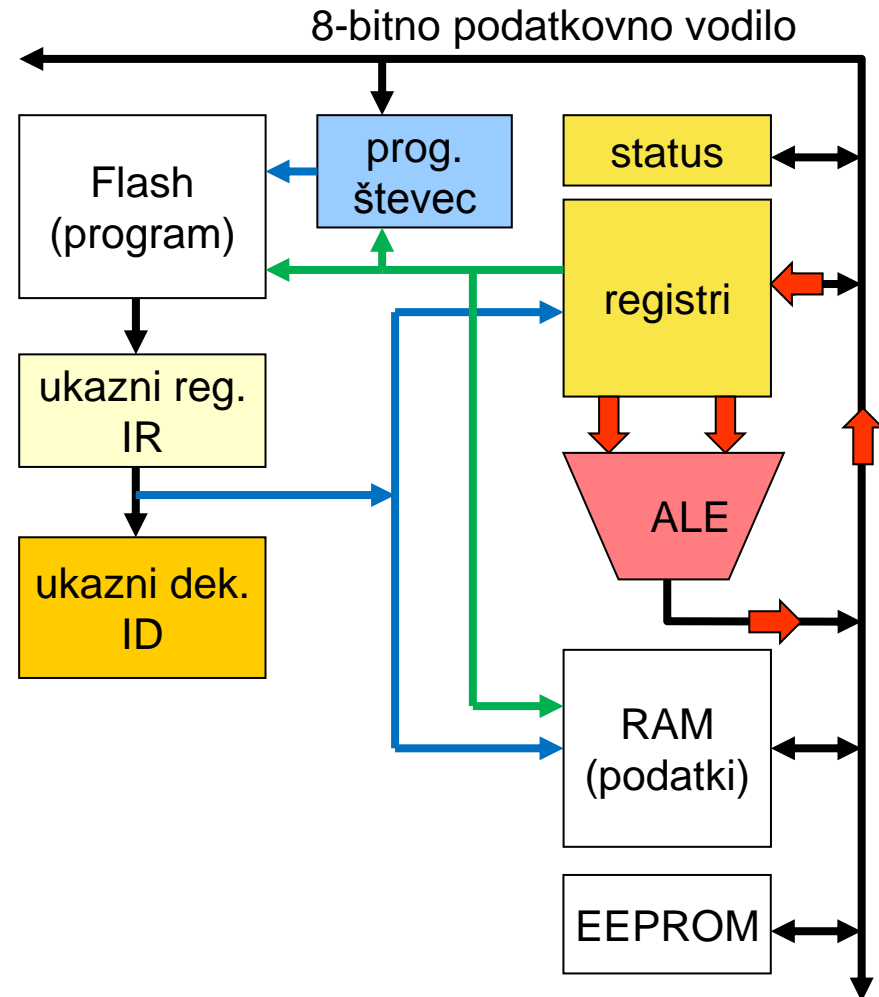 8-bitno podatkovno vodilo
Flash
(program)
prog.
števec
status
registri
ukazni reg.
IR
ALE
ukazni dek.
ID
RAM
(podatki)
EEPROM